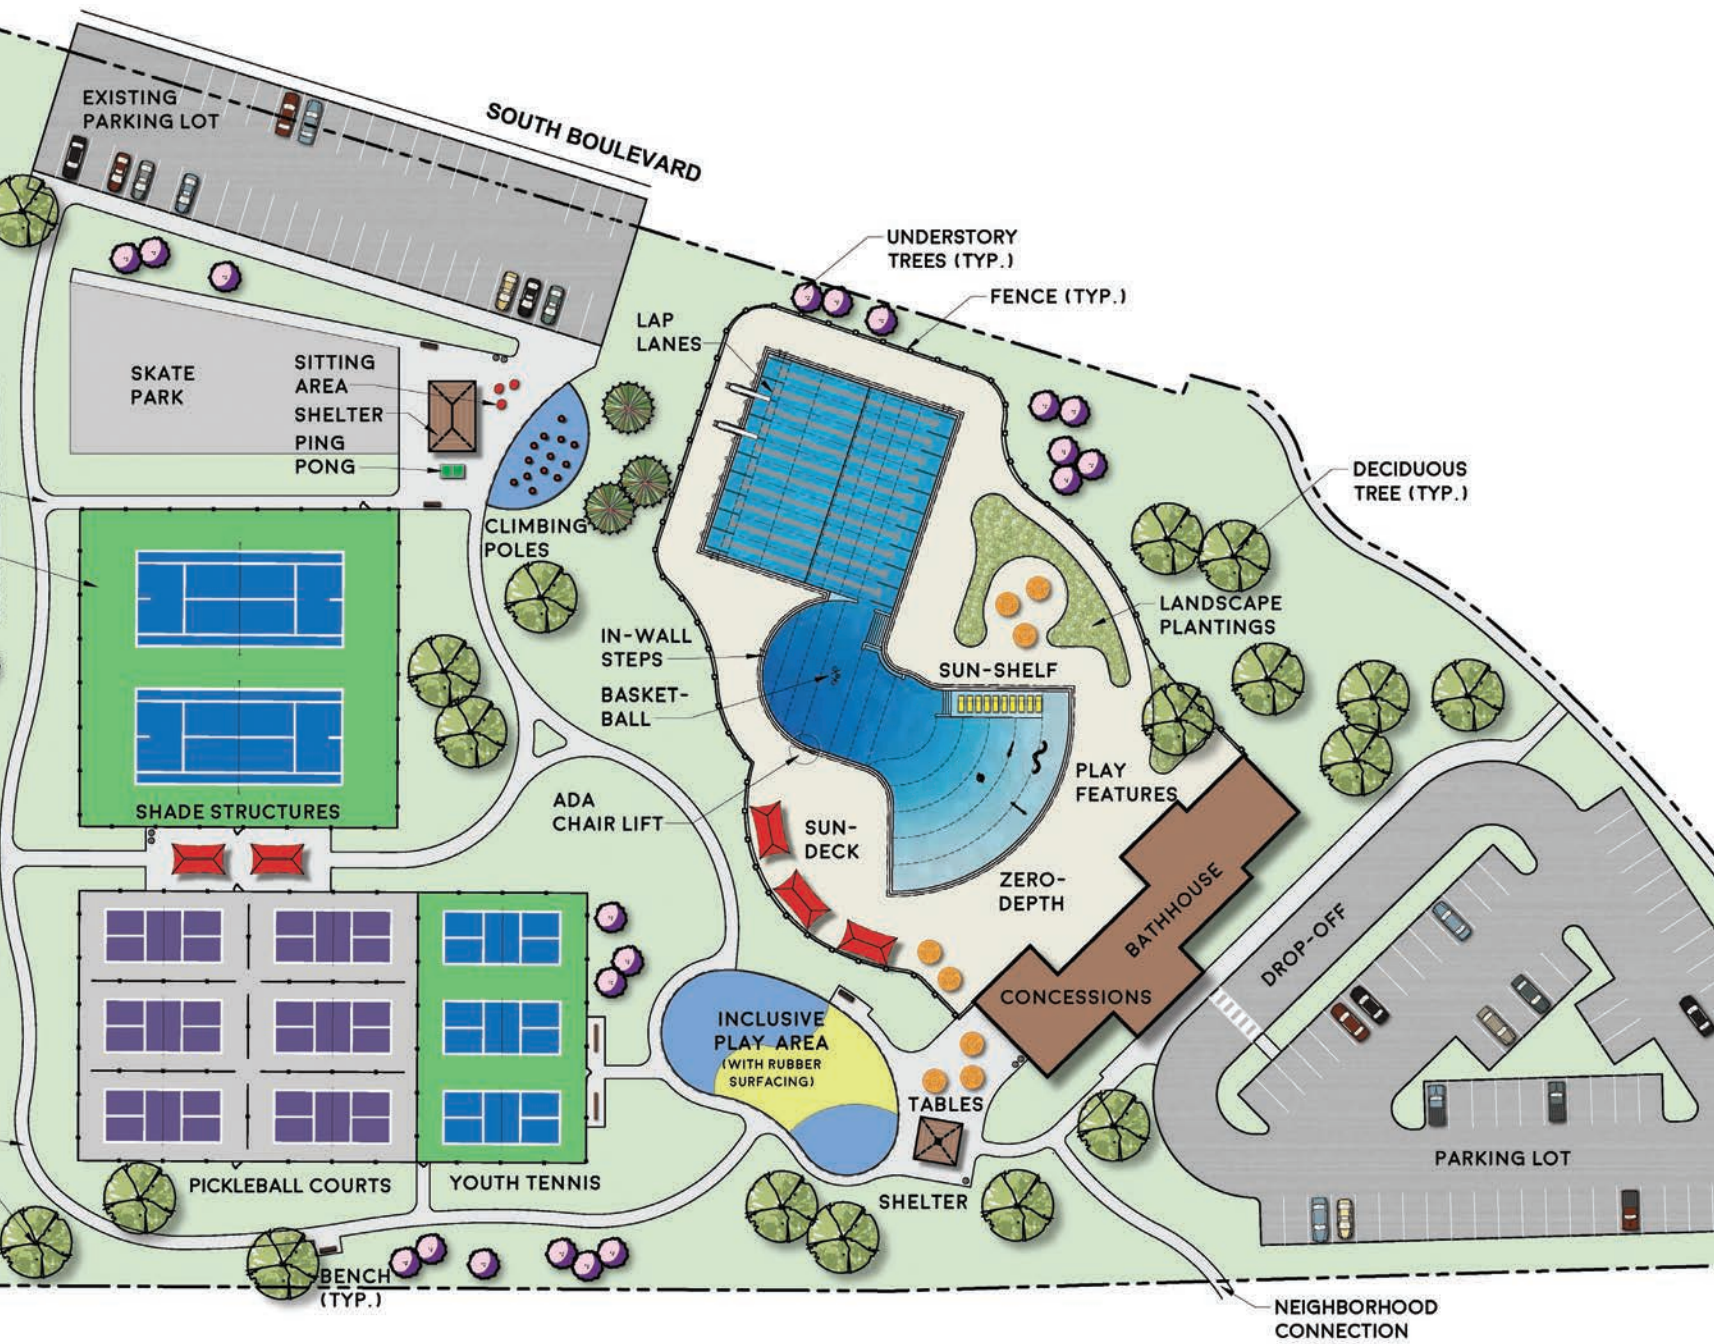 EXISTING
PARKING LOT
SOUTH BOULEVARD
UNDERSTORY
TREES (TYP.)
FENCE (TYP.)
LAP
LANES
SKATE
PARK
SITTING
AREA
SHELTER
PING
PONG
DECIDUOUS
TREE (TYP.)
CLIMBING
POLES
LANDSCAPE
PLANTINGS
IN-WALL
STEPS
BASKET-
BALL
SUN-SHELF
PLAY
FEATURES
SHADE STRUCTURES
ADA
CHAIR LIFT
SUN-
DECK
ZERO-
DEPTH
BATHHOUSE
DROP-OFF
CONCESSIONS
INCLUSIVE
PLAY AREA
(WITH RUBBER
SURFACING)
TABLES
PARKING LOT
PICKLEBALL COURTS
YOUTH TENNIS
SHELTER
BENCH
(TYP.)
NEIGHBORHOOD
CONNECTION